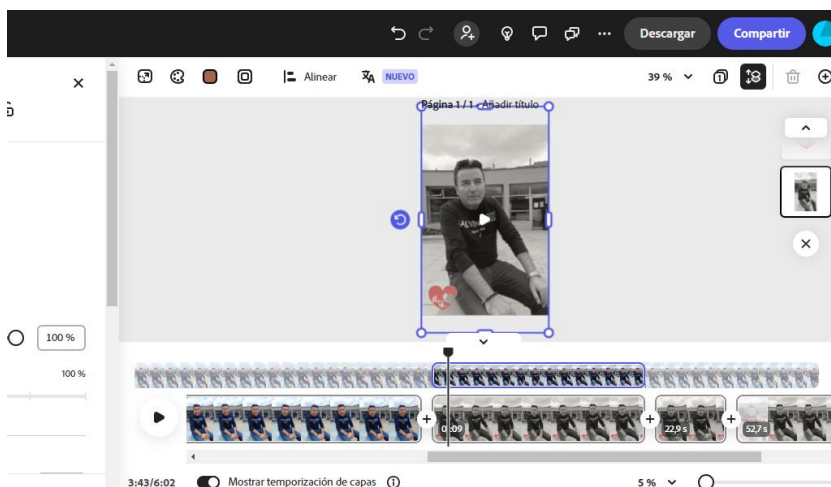 Descargar
Compartir
Alinear
NUEVO
39 %
Página 1 / 1 - Añadir título
100 %
100 %
0:09
22,9 s
52,7 s
3:43/6:02
Mostrar temporización de capas
5 %